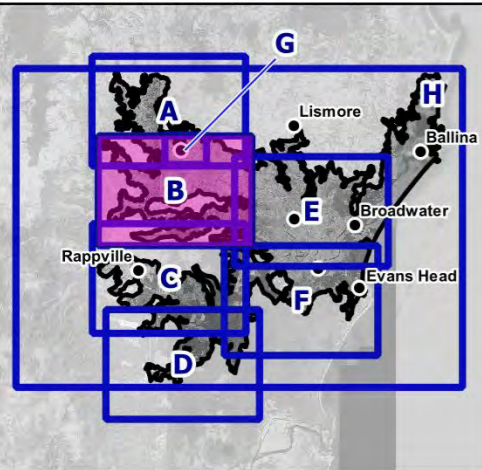 G
A
H
Lismore
Ballina
B
E
Broadwater
Rappville
C
Evans Head
F
D